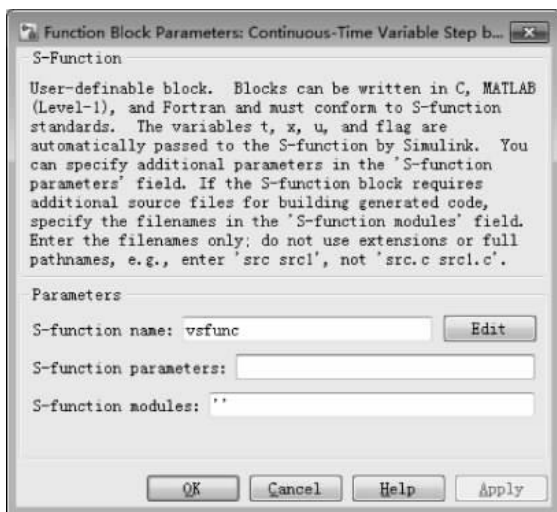 Function Block Parameters: Continuous-Time Variable Step b...
S-Function
User-definable block.  Blocks can be written in C, MATLAB
(Level-1), and Fortran and must conform to S-function
standards.  The variables t, x, u, and flag are
automatically passed to the S-function by Simulink.  You
can specify additional parameters in the 'S-function
parameters' field. If the S-function block requires
additional source files for building generated code,
specify the filenames in the 'S-function modules' field.
Enter the filenames only; do not use extensions or full
pathnames, e.g., enter 'src src1', not 'src.c src1.c'.
Parameters
S-function name: vsfunc Edit
S-function parameters:
S-function modules: ''
OK Cancel Help Apply